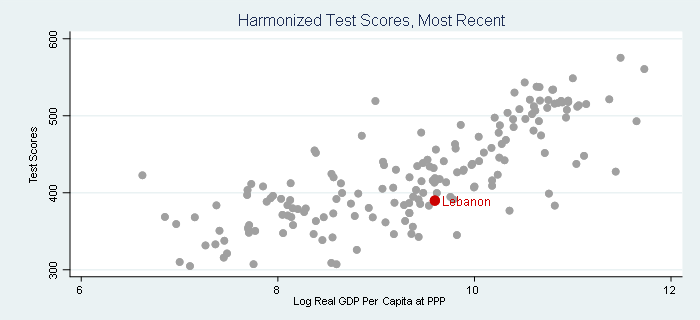 Harmonized Test Scores, Most Recent
600
500
400
300
Test Scores
Lebanon
6
8
10
12
Log Real GDP Per Capita at PPP